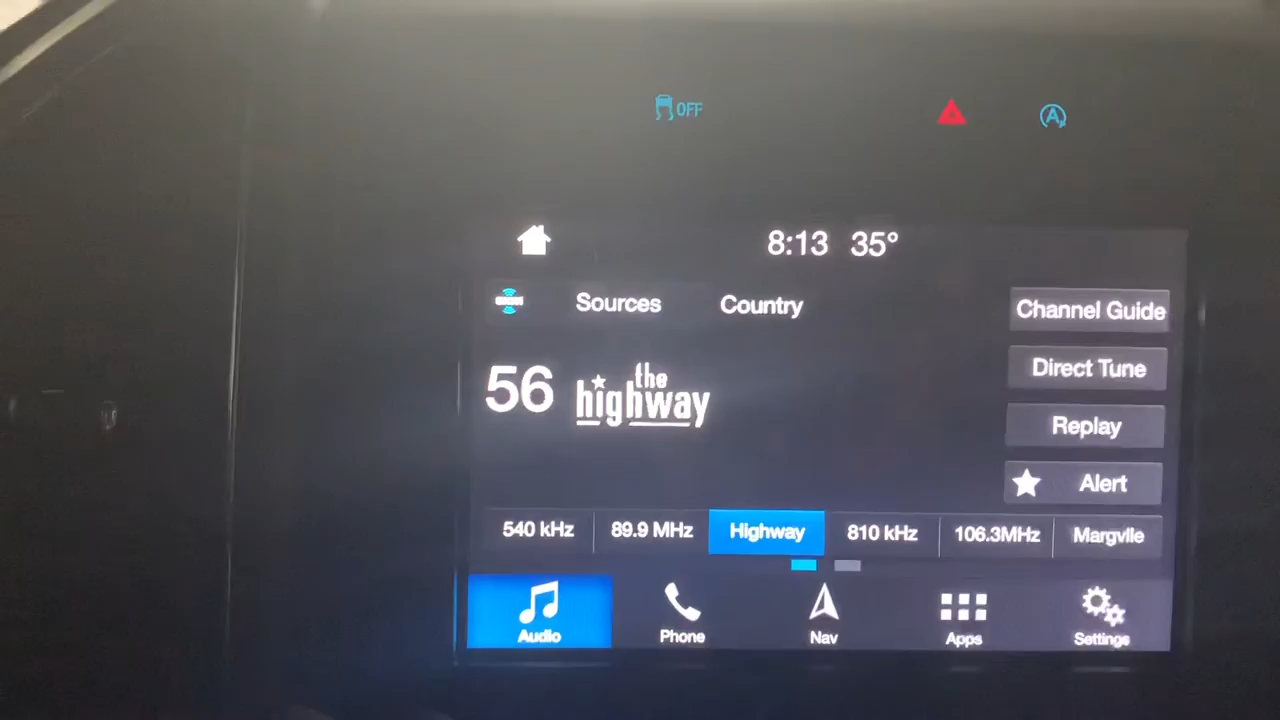 OFF
A
8:13 35°
Sources Country
Channel Guide
56 the highway
Direct Tune
Replay
Alert
540 kHz 89.9 MHz Highway 810 kHz 106.3MHz Margvlle
Audio Phone Nav Apps Settings